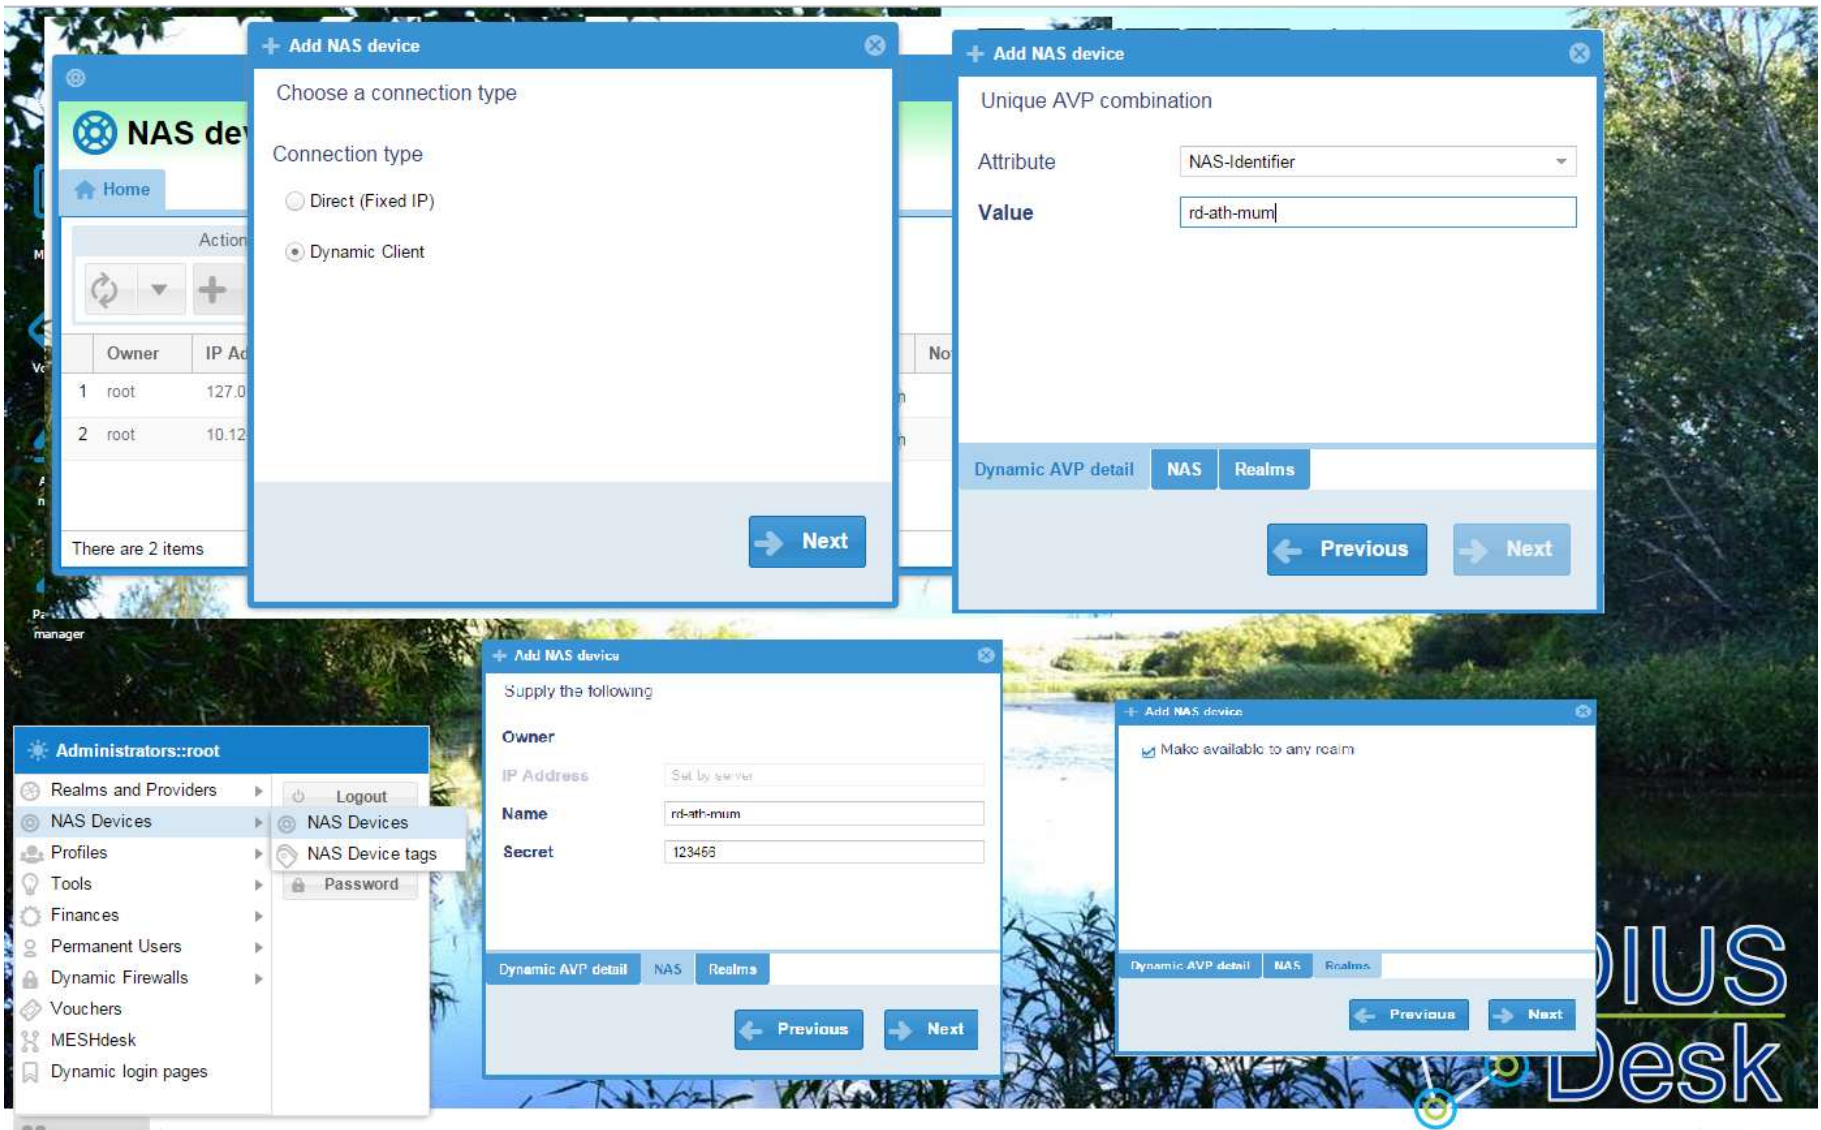 Add NAS device
Choose a connection type
Connection type
Direct (Fixed IP)
Dynamic Client
Next
NAS dev
Home
Action
Owner
IP Ad
No
1 root 127.0
2 root 10.12
There are 2 items
manager
Add NAS device
Unique AVP combination
Attribute NAS-Identifier
Value rd-ath-mum
Dynamic AVP detail NAS Realms
Previous Next
Administrators::root
Realms and Providers
NAS Devices
Profiles
Tools
Finances
Permanent Users
Dynamic Firewalls
Vouchers
MESHdesk
Dynamic login pages
Logout
NAS Devices
NAS Device tags
Password
Add NAS device
Supply the following
Owner
IP Address Set by server
Name rd-ath-mum
Secret 123456
Dynamic AVP detail NAS Realms
Previous Next
Add NAS device
Make available to any realm
Dynamic AVP detail NAS Realms
Previous Next
DIUS
Desk